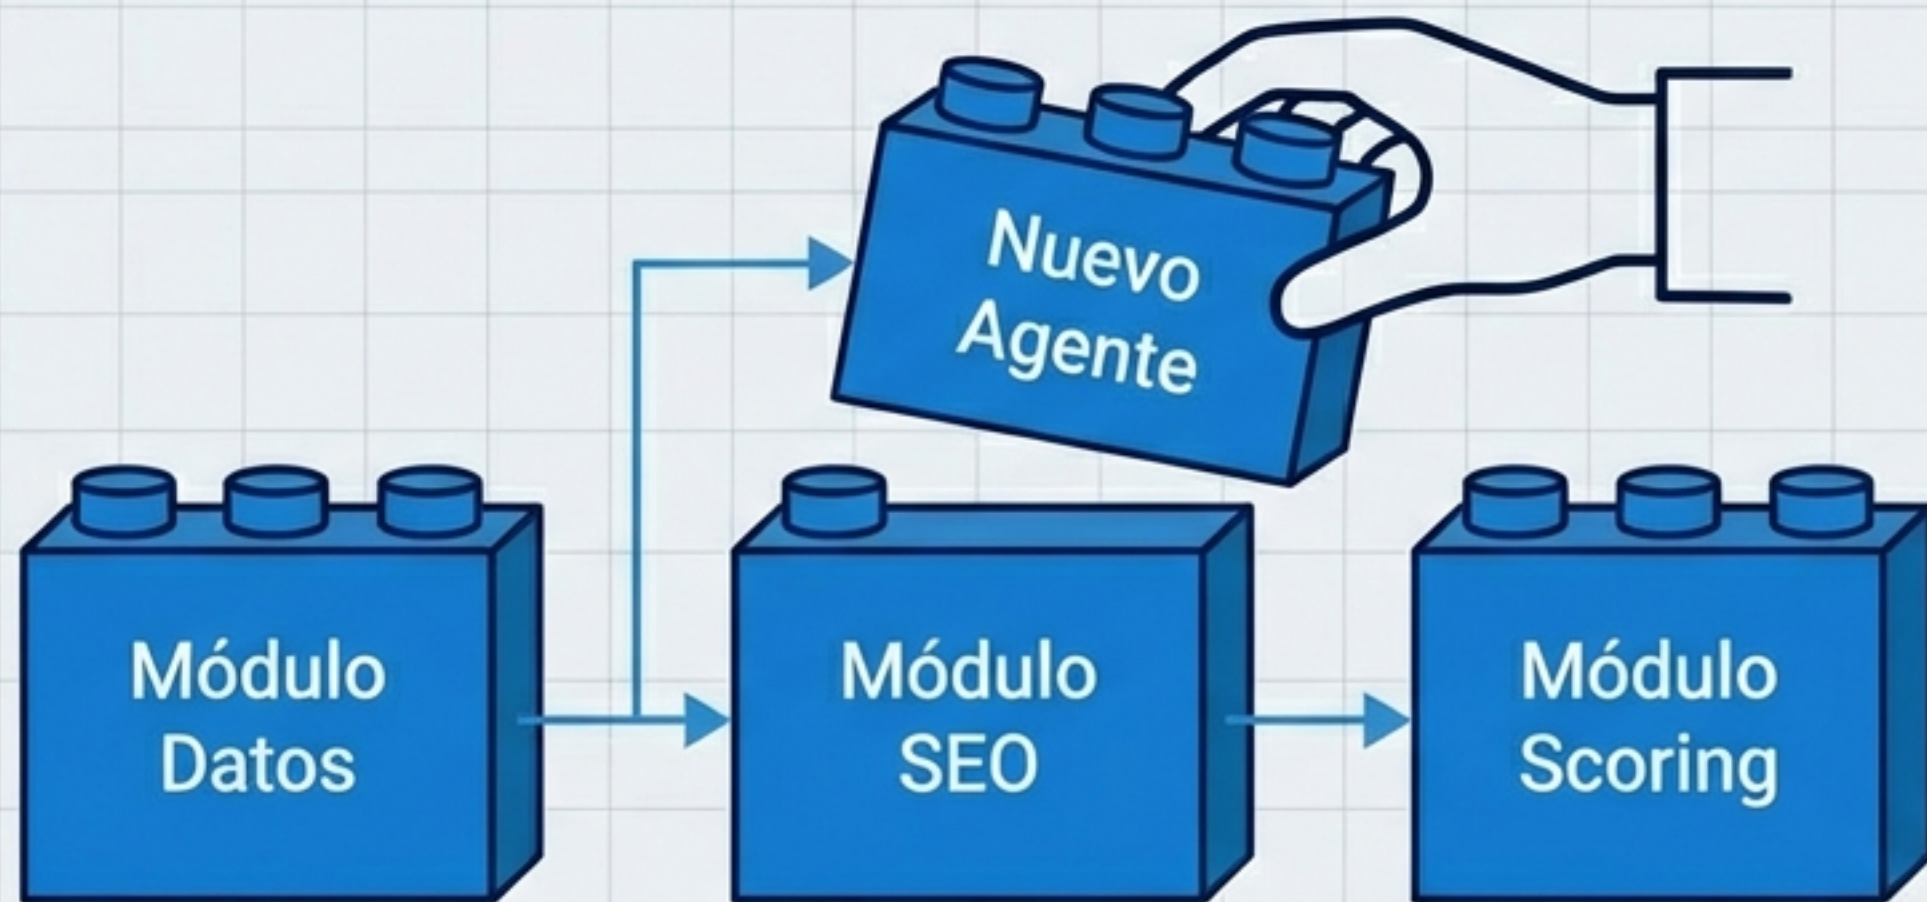 Nuevo
Agente
Módulo
Datos
Módulo
SEO
Módulo
Scoring